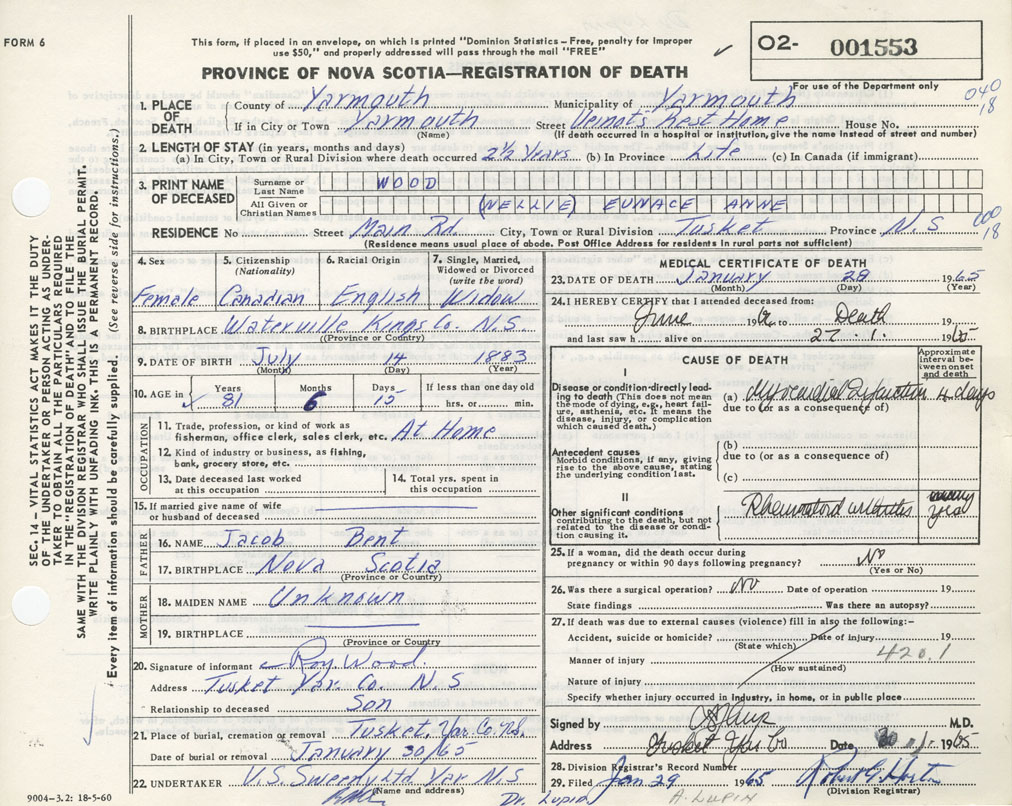 FORM 6
This form, if placed in an envelope, on which is printed "Dominion Statistics – Free, penalty for improper
use $50," and properly addressed will pass through the mail "FREE"
PROVINCE OF NOVA SCOTIA—REGISTRATION OF DEATH
02- 001553
For use of the Department only
040
18
1. PLACE OF DEATH County of Yarmouth Municipality of Yarmouth
If in City or Town Yarmouth Street Veinots Rest Home House No.
(Name) (If death occurred in a hospital or institution, give the name instead of street and number)
2. LENGTH OF STAY (in years, months and days)
(a) In City, Town or Rural Division where death occurred 2½ Years (b) In Province Life (c) In Canada (if immigrant)
3. PRINT NAME OF DECEASED Surname or Last Name WOOD
All Given or Christian Names (NELLIE) EUNACE ANNE
000
18
RESIDENCE No Street Main Rd. City, Town or Rural Division Tusket Province N.S
(Residence means usual place of abode. Post Office Address for residents in rural parts not sufficient)
4. Sex Female
5. Citizenship (Nationality) Canadian
6. Racial Origin English
7. Single, Married, Widowed or Divorced (write the word) Widow
8. BIRTHPLACE Waterville Kings Co. N.S.
(Province or Country)
9. DATE OF BIRTH July 14 1883
(Month) (Day) (Year)
10. AGE in Years 81 Months 6 Days 15 If less than one day old hrs. or min.
OCCUPATION
11. Trade, profession, or kind of work as fisherman, office clerk, sales clerk, etc. At Home
12. Kind of industry or business, as fishing, bank, grocery store, etc.
13. Date deceased last worked at this occupation
14. Total yrs. spent in this occupation
15. If married give name of wife or husband of deceased
FATHER
16. NAME Jacob Bent
17. BIRTHPLACE Nova Scotia
(Province or Country)
MOTHER
18. MAIDEN NAME Unknown
19. BIRTHPLACE
(Province or Country)
20. Signature of informant Roy Wood.
Address Tusket Yar. Co. N.S
Relationship to deceased Son
21. Place of burial, cremation or removal Tusket, Yar. Co. N.S.
Date of burial or removal January 30/65
22. UNDERTAKER V.S. Sweeny Ltd Yar. N.S
(Name and address)
MEDICAL CERTIFICATE OF DEATH
23. DATE OF DEATH January 28 1965
(Month) (Day) (Year)
24. I HEREBY CERTIFY that I attended deceased from:
June 19 to Death 19
and last saw h alive on 27 . 1. 1965
CAUSE OF DEATH
Approximate interval between onset and death
I
Disease or condition-directly leading to death (This does not mean the mode of dying, e.g., heart failure, asthenia, etc. It means the disease, injury, or complication which caused death.)
(a) Myocardial Infarction 4 days
due to (or as a consequence of)
Antecedent causes
Morbid conditions, if any, giving rise to the above cause, stating the underlying condition last.
(b)
due to (or as a consequence of)
(c)
II
Other significant conditions contributing to the death, but not related to the disease or condition causing it.
Rheumatoid arthritis many yrs
25. If a woman, did the death occur during pregnancy or within 90 days following pregnancy? No
(Yes or No)
26. Was there a surgical operation? No Date of operation 19
State findings Was there an autopsy?
27. If death was due to external causes (violence) fill in also the following:-
Accident, suicide or homicide? Date of injury 19
(State which)
420.1
Manner of injury
(How sustained)
Nature of injury
Specify whether injury occurred in industry, in home, or in public place
Signed by M.D.
Address Tusket Yar Co Date 30 / 1 / 1965
28. Division Registrar's Record Number
29. Filed Jan 29 1965 Robert G. Horton
(Division Registrar)
9004-3.2: 18-5-60
Dr. Lupin
A. LUPIN
SEC. 14 — VITAL STATISTICS ACT MAKES IT THE DUTY
OF THE UNDERTAKER OR PERSON ACTING AS UNDER-
TAKER TO OBTAIN ALL THE PARTICULARS REQUIRED
IN THE "REGISTRATION OF DEATH" AND TO FILE THE
SAME WITH THE DIVISION REGISTRAR WHO SHALL ISSUE THE BURIAL PERMIT.
WRITE PLAINLY WITH UNFADING INK. THIS IS A PERMANENT RECORD.
Every item of information should be carefully supplied. (See reverse side for instructions.)